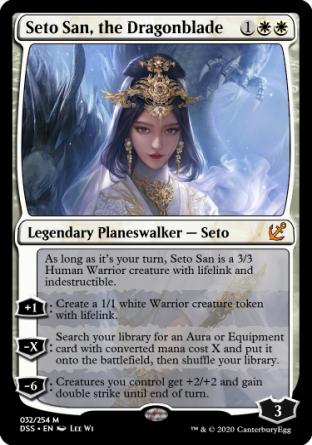 Seto San, the Dragonblade 1
Legendary Planeswalker — Seto
As long as it's your turn, Seto San is a 3/3
Human Warrior creature with lifelink and
indestructible.
+1 : Create a 1/1 white Warrior creature token
with lifelink.
-X : Search your library for an Aura or Equipment
card with converted mana cost X and put it
onto the battlefield, then shuffle your library.
-6 : Creatures you control get +2/+2 and gain
double strike until end of turn.
3
032/254 M
DSS • EN Lee Wi
™ & © 2020 CanterburyEgg